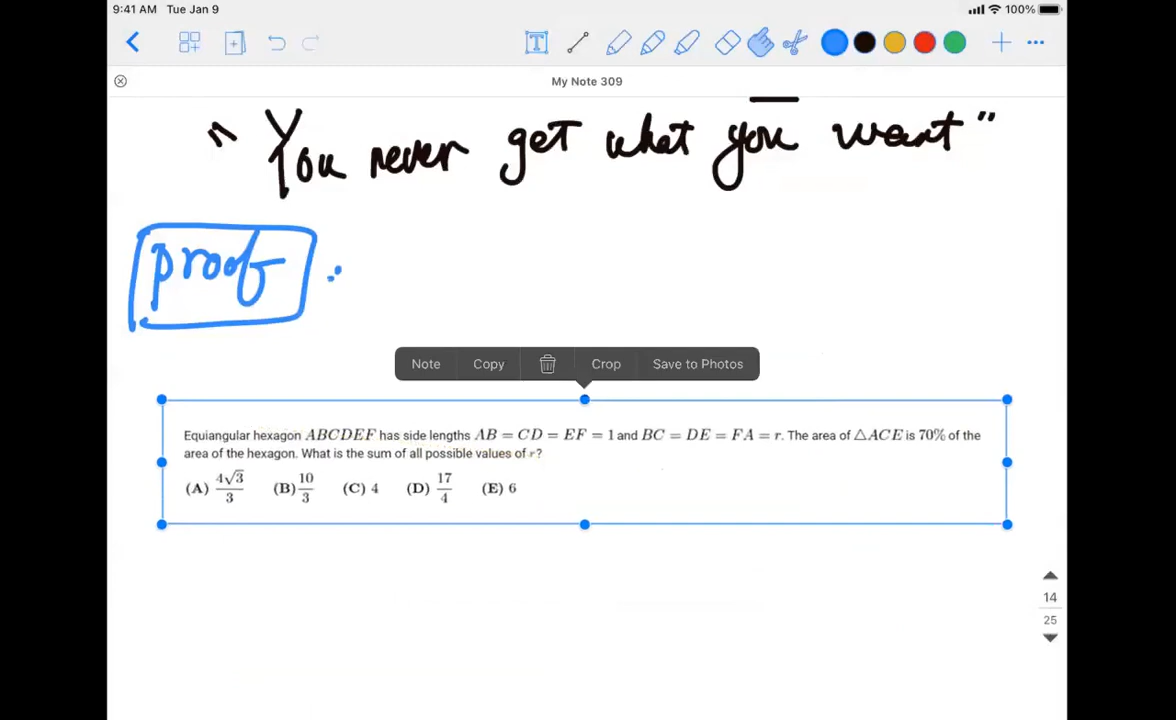 9:41 AM Tue Jan 9
100%
My Note 309
"You never get what you want"
proof :
Note Copy Crop Save to Photos
Equiangular hexagon ABCDEF has side lengths AB = CD = EF = 1 and BC = DE = FA = r. The area of △ACE is 70% of the
area of the hexagon. What is the sum of all possible values of r?
(A) 4√3/3 (B) 10/3 (C) 4 (D) 17/4 (E) 6
14
25